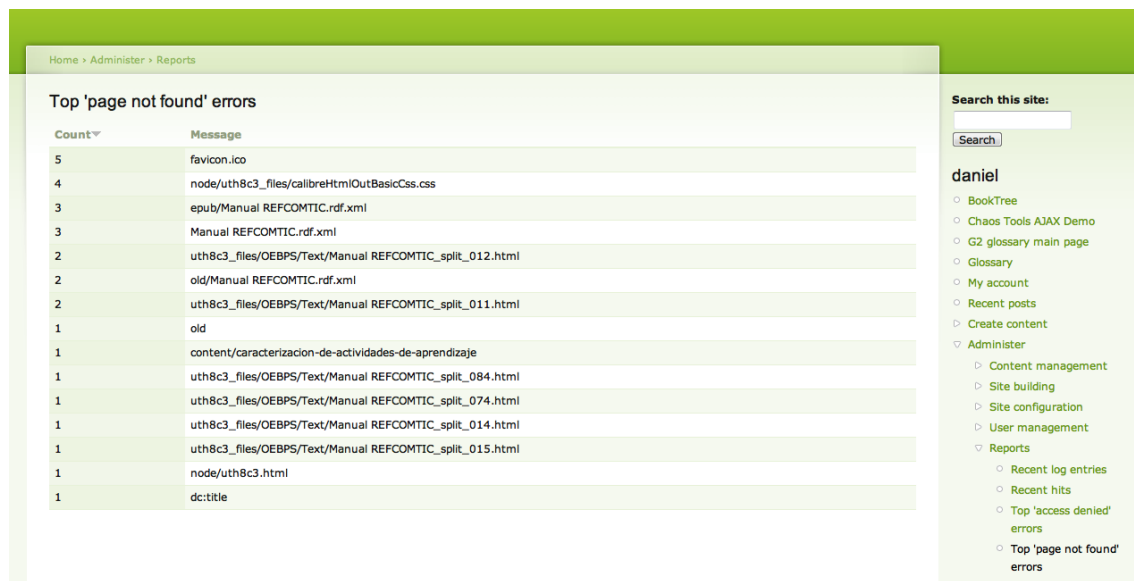 Home › Administer › Reports
Top 'page not found' errors
Count Message
5 favicon.ico
4 node/uth8c3_files/calibreHtmlOutBasicCss.css
3 epub/Manual REFCOMTIC.rdf.xml
3 Manual REFCOMTIC.rdf.xml
2 uth8c3_files/OEBPS/Text/Manual REFCOMTIC_split_012.html
2 old/Manual REFCOMTIC.rdf.xml
2 uth8c3_files/OEBPS/Text/Manual REFCOMTIC_split_011.html
1 old
1 content/caracterizacion-de-actividades-de-aprendizaje
1 uth8c3_files/OEBPS/Text/Manual REFCOMTIC_split_084.html
1 uth8c3_files/OEBPS/Text/Manual REFCOMTIC_split_074.html
1 uth8c3_files/OEBPS/Text/Manual REFCOMTIC_split_014.html
1 uth8c3_files/OEBPS/Text/Manual REFCOMTIC_split_015.html
1 node/uth8c3.html
1 dc:title
Search this site:
Search
daniel
BookTree
Chaos Tools AJAX Demo
G2 glossary main page
Glossary
My account
Recent posts
Create content
Administer
Content management
Site building
Site configuration
User management
Reports
Recent log entries
Recent hits
Top 'access denied'
errors
Top 'page not found'
errors